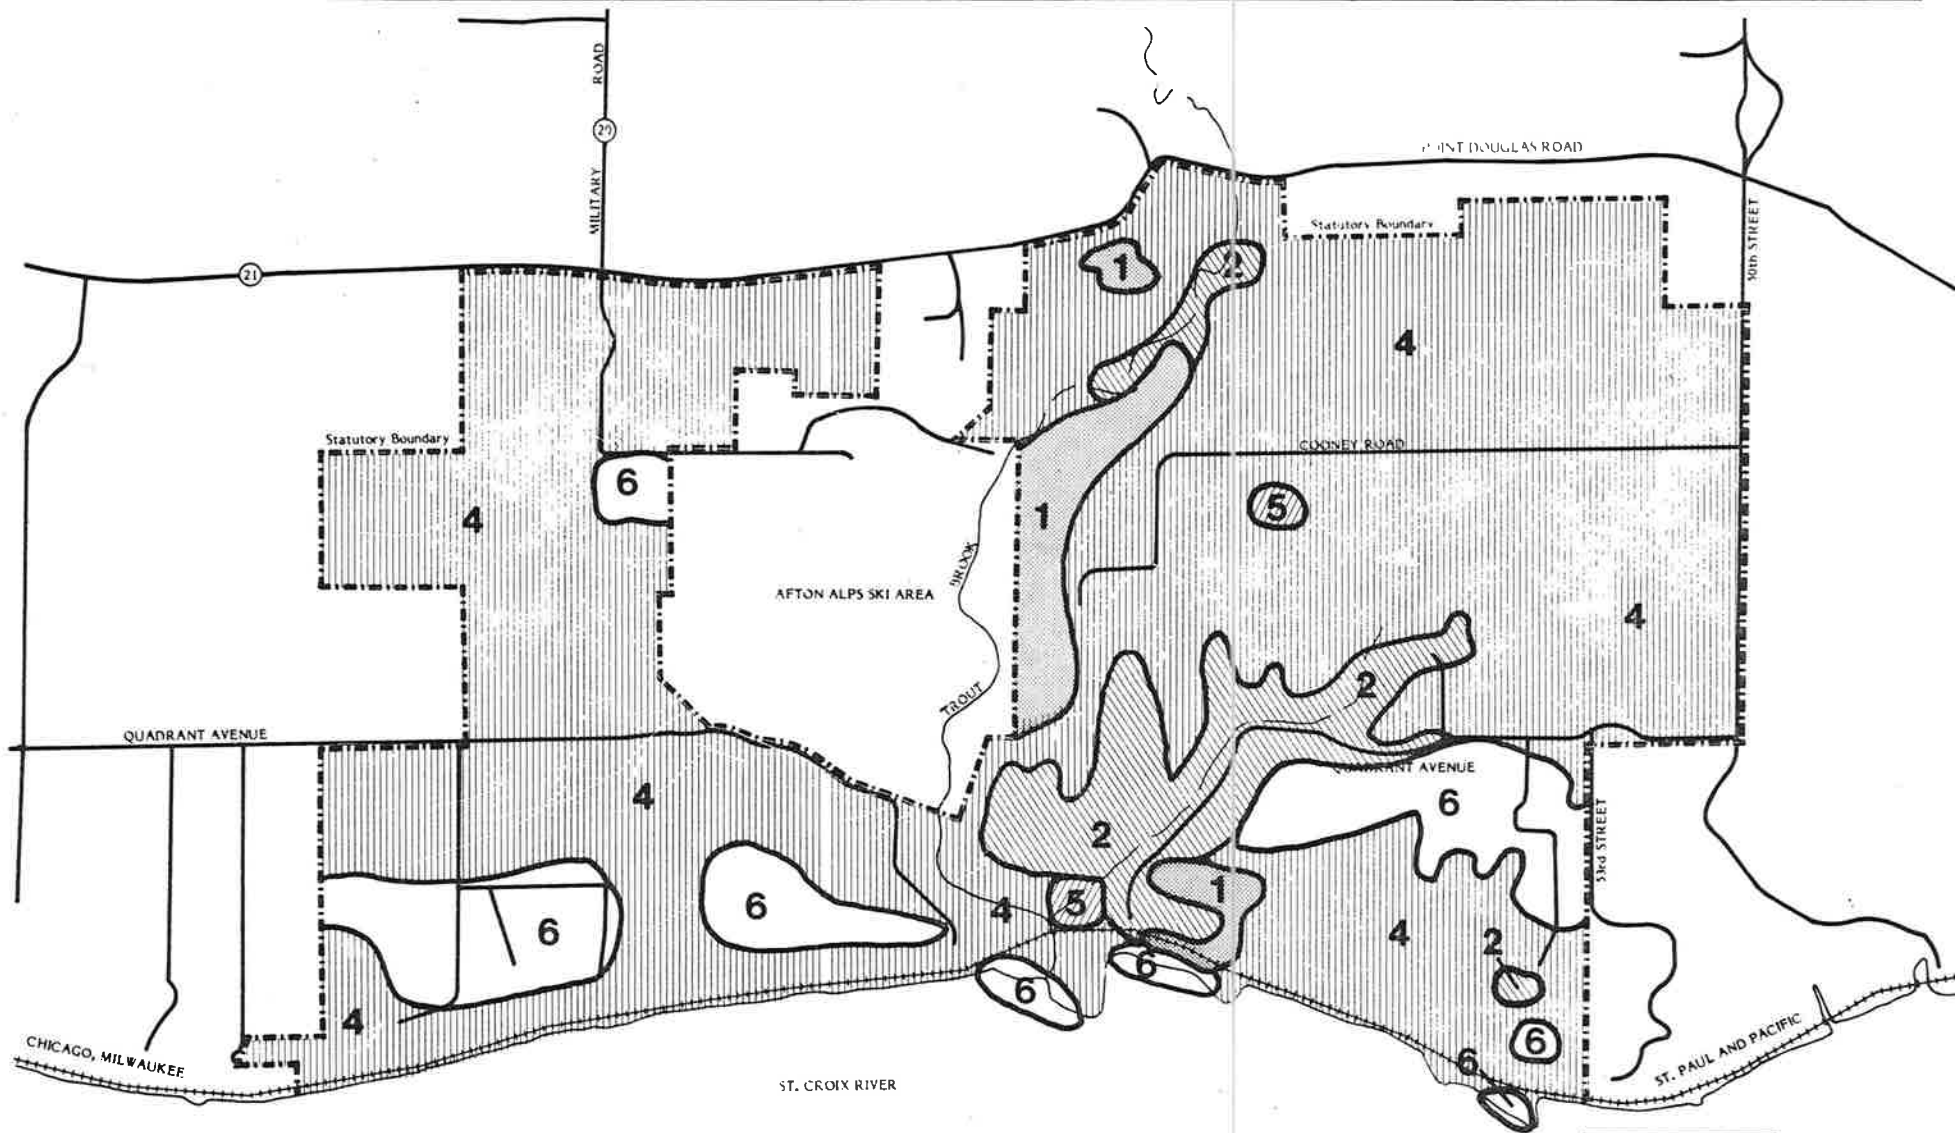 ROAD
20
MILITARY
POINT DOUGLAS ROAD
Statutory Boundary
50th STREET
21
1
2
4
Statutory Boundary
COONEY ROAD
6
4
1
5
AFTON ALPS SKI AREA
BROOK
4
TROUT
2
QUADRANT AVENUE
QUADRANT AVENUE
4
6
2
53rd STREET
6
6
4
5
1
4
2
6
6
4
6
6
CHICAGO, MILWAUKEE
ST. CROIX RIVER
ST. PAUL AND PACIFIC